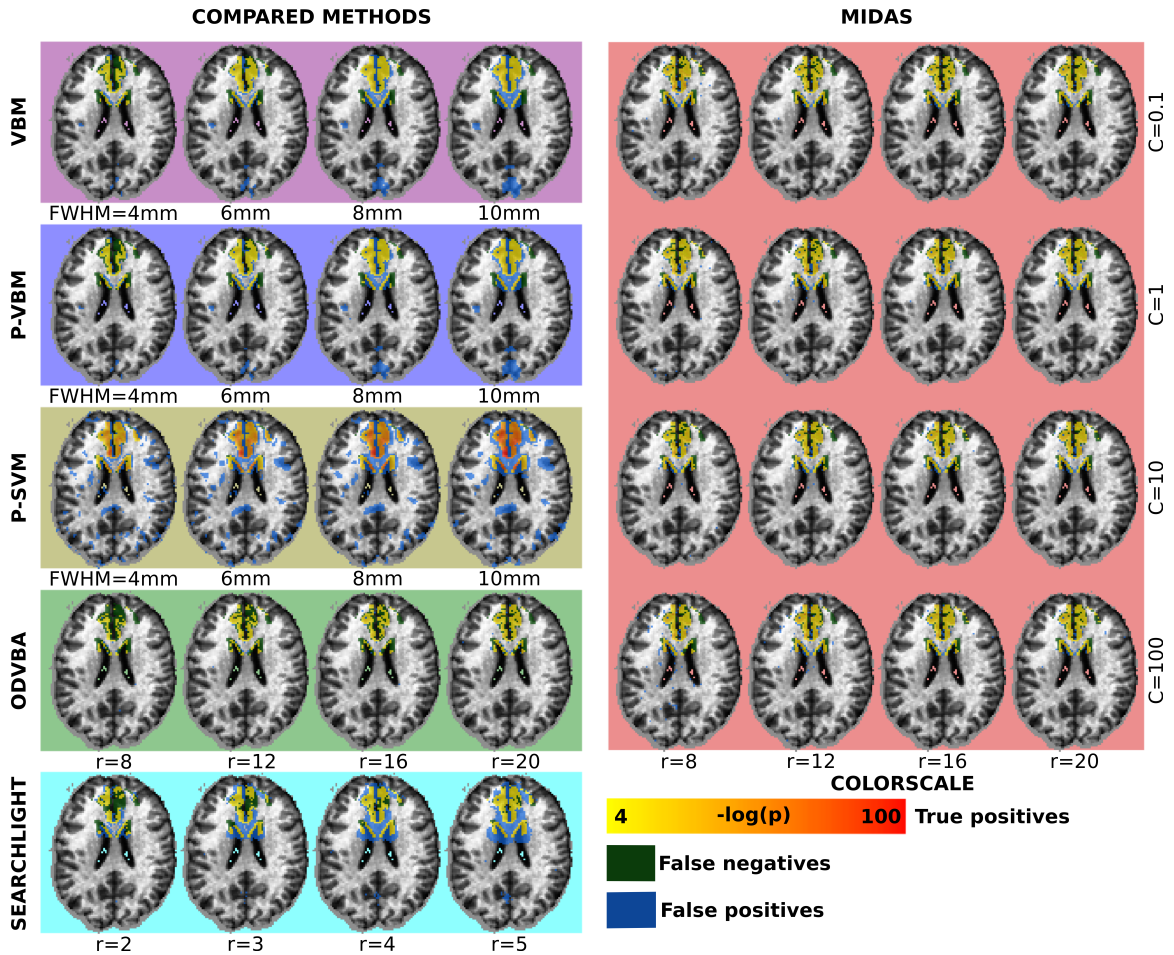 COMPARED METHODS
MIDAS
VBM
FWHM=4mm 6mm 8mm 10mm
P-VBM
FWHM=4mm 6mm 8mm 10mm
P-SVM
FWHM=4mm 6mm 8mm 10mm
ODVBA
r=8 r=12 r=16 r=20
SEARCHLIGHT
r=2 r=3 r=4 r=5
C=0.1
C=1
C=10
C=100
r=8 r=12 r=16 r=20
COLORSCALE
4 -log(p) 100 True positives
False negatives
False positives